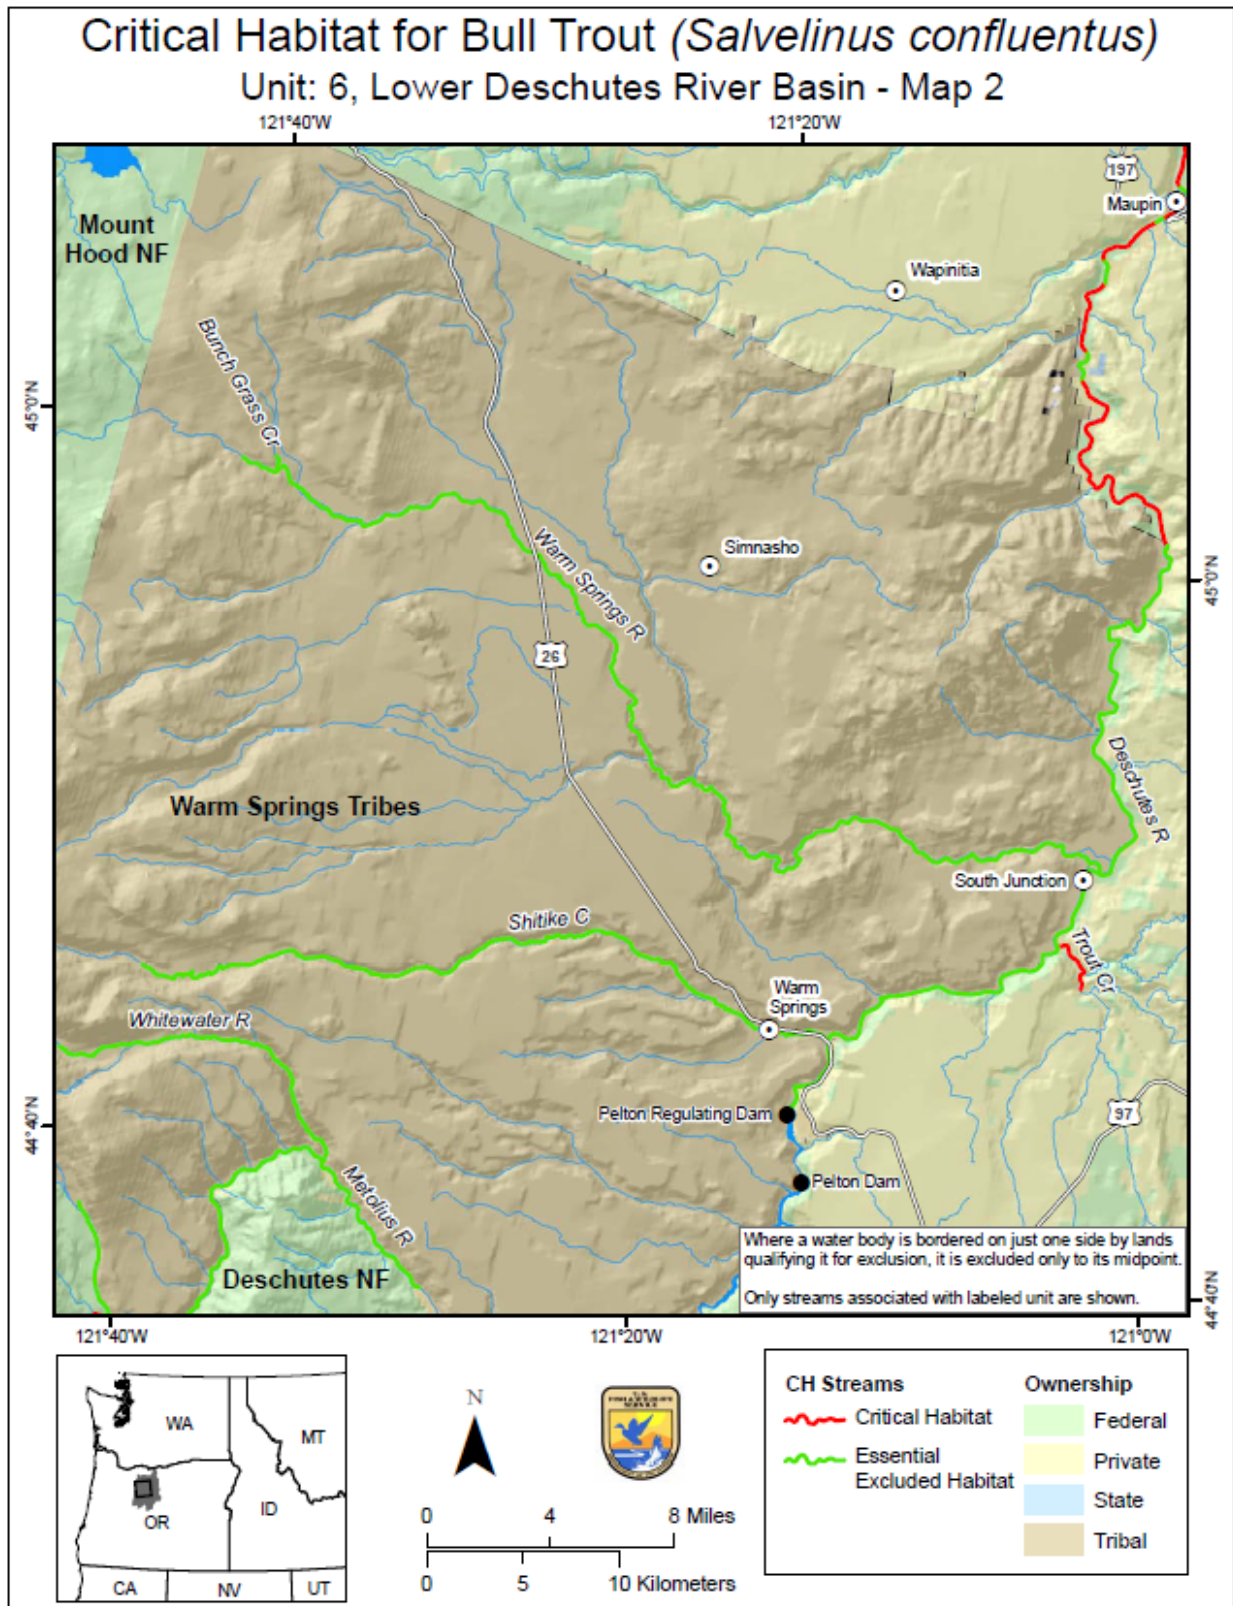 Critical Habitat for Bull Trout (Salvelinus confluentus)
Unit: 6, Lower Deschutes River Basin - Map 2
121°40'W
121°20'W
197
Maupin
Mount
Hood NF
Wapinitia
Bunch Grass Cr
45°0'N
Warm Springs R
Simnasho
45°0'N
26
Deschutes R
Warm Springs Tribes
South Junction
Shitike C
Trout Cr
Warm
Springs
Whitewater R
Pelton Regulating Dam
97
44°40'N
Metolius R
Pelton Dam
Deschutes NF
Where a water body is bordered on just one side by lands
qualifying it for exclusion, it is excluded only to its midpoint.
Only streams associated with labeled unit are shown.
44°40'N
121°40'W
121°20'W
121°0'W
WA
MT
OR
ID
CA
NV
UT
N
U.S.
FISH & WILDLIFE
SERVICE
0
4
8 Miles
0
5
10 Kilometers
CH Streams
Critical Habitat
Essential
Excluded Habitat
Ownership
Federal
Private
State
Tribal